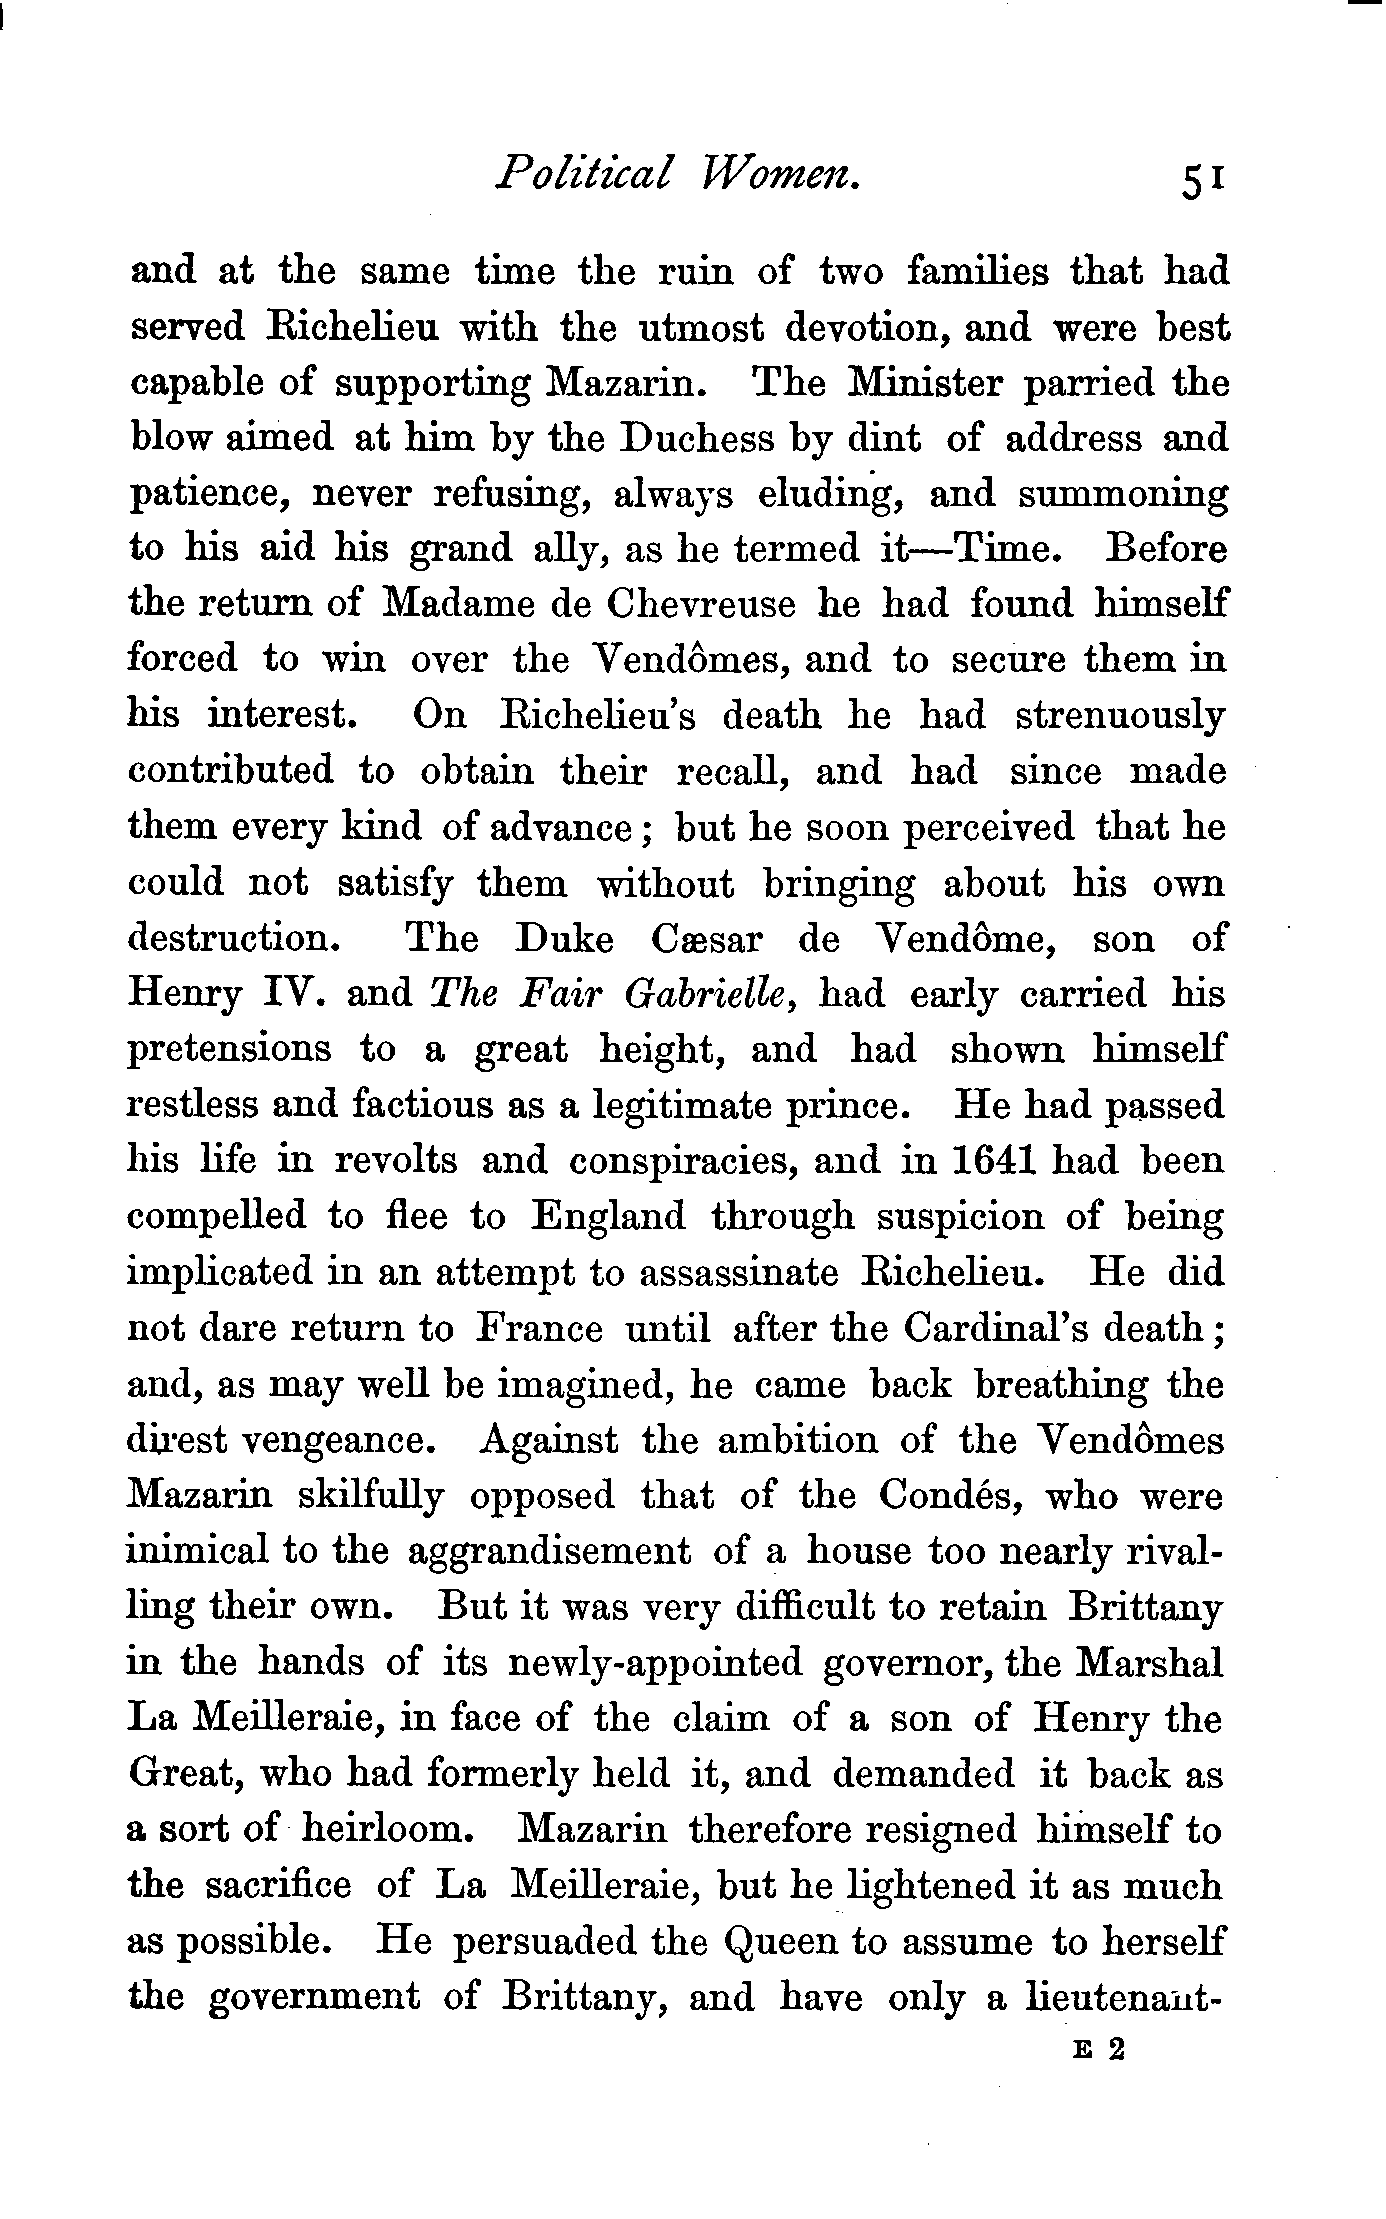 Political Women. 51
and at the same time the ruin of two families that had
served Richelieu with the utmost devotion, and were best
capable of supporting Mazarin. The Minister parried the
blow aimed at him by the Duchess by dint of address and
patience, never refusing, always eluding, and summoning
to his aid his grand ally, as he termed it—Time. Before
the return of Madame de Chevreuse he had found himself
forced to win over the Vendômes, and to secure them in
his interest. On Richelieu's death he had strenuously
contributed to obtain their recall, and had since made
them every kind of advance; but he soon perceived that he
could not satisfy them without bringing about his own
destruction. The Duke Cæsar de Vendôme, son of
Henry IV. and The Fair Gabrielle, had early carried his
pretensions to a great height, and had shown himself
restless and factious as a legitimate prince. He had passed
his life in revolts and conspiracies, and in 1641 had been
compelled to flee to England through suspicion of being
implicated in an attempt to assassinate Richelieu. He did
not dare return to France until after the Cardinal's death;
and, as may well be imagined, he came back breathing the
direst vengeance. Against the ambition of the Vendômes
Mazarin skilfully opposed that of the Condés, who were
inimical to the aggrandisement of a house too nearly rival-
ling their own. But it was very difficult to retain Brittany
in the hands of its newly-appointed governor, the Marshal
La Meilleraie, in face of the claim of a son of Henry the
Great, who had formerly held it, and demanded it back as
a sort of heirloom. Mazarin therefore resigned himself to
the sacrifice of La Meilleraie, but he lightened it as much
as possible. He persuaded the Queen to assume to herself
the government of Brittany, and have only a lieutenant-
E 2